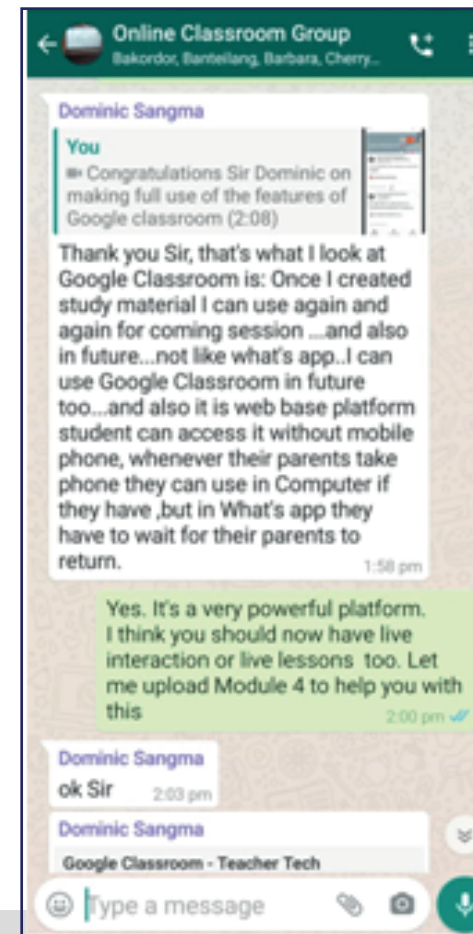 Online Classroom Group
Bakordor, Banteilang, Barbara, Cherry...
Dominic Sangma
You
Congratulations Sir Dominic on
making full use of the features of
Google classroom (2:08)
Thank you Sir, that's what I look at
Google Classroom is: Once I created
study material I can use again and
again for coming session ...and also
in future...not like what's app..I can
use Google Classroom in future
too...and also it is web base platform
student can access it without mobile
phone, whenever their parents take
phone they can use in Computer if
they have ,but in What's app they
have to wait for their parents to
return.
1:58 pm
Yes. It's a very powerful platform.
I think you should now have live
interaction or live lessons too. Let
me upload Module 4 to help you with
this
2:00 pm
Dominic Sangma
ok Sir
2:03 pm
Dominic Sangma
Google Classroom - Teacher Tech
Type a message